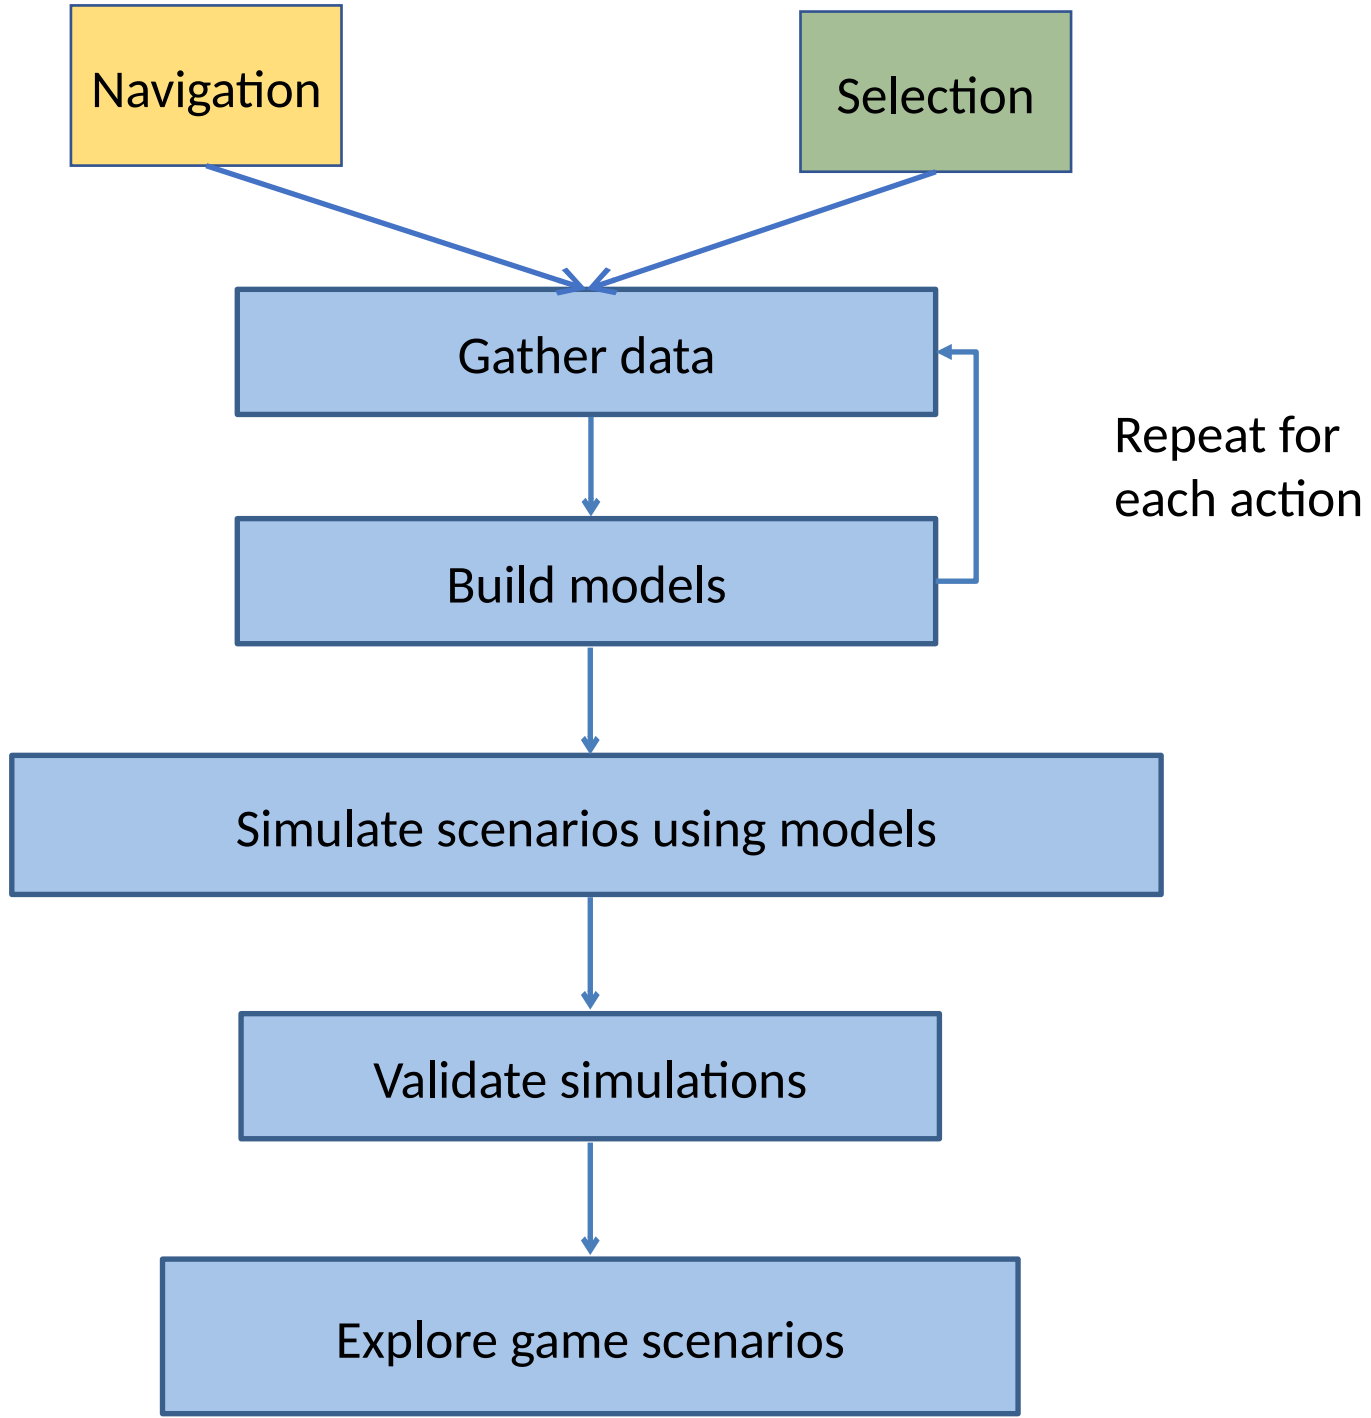 Navigation
Selection
Gather data
Repeat for
each action
Build models
Simulate scenarios using models
Validate simulations
Explore game scenarios